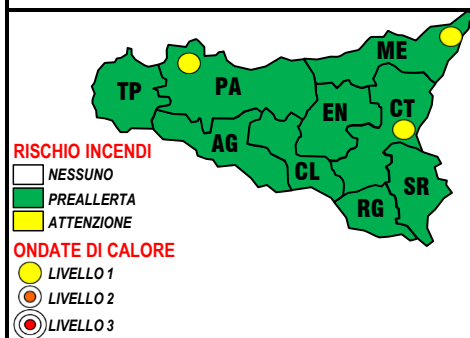 ME
TP
PA
EN
CT
AG
CL
SR
RG
RISCHIO INCENDI
NESSUNO
PREALLERTA
ATTENZIONE
ONDATE DI CALORE
LIVELLO 1
LIVELLO 2
LIVELLO 3